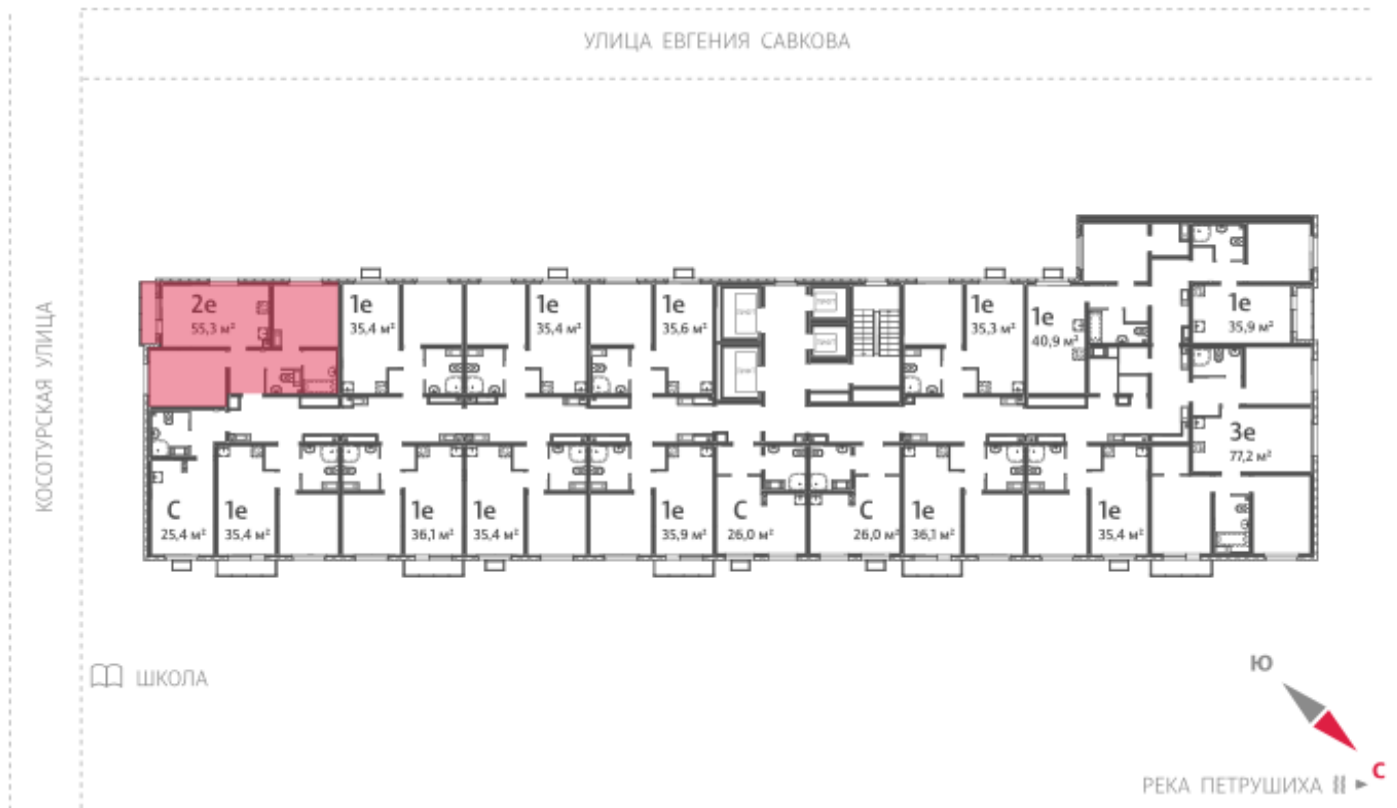 УЛИЦА ЕВГЕНИЯ САВКОВА
КОСОТУРСКАЯ УЛИЦА
2е
55,3 м²
1е
35,4 м²
1е
35,4 м²
1е
35,6 м²
1е
35,3 м²
1е
40,9 м²
1е
35,9 м²
3е
77,2 м²
С
25,4 м²
1е
35,4 м²
1е
36,1 м²
1е
35,4 м²
1е
35,9 м²
С
26,0 м²
С
26,0 м²
1е
36,1 м²
1е
35,4 м²
ШКОЛА
Ю
С
РЕКА ПЕТРУШИХА